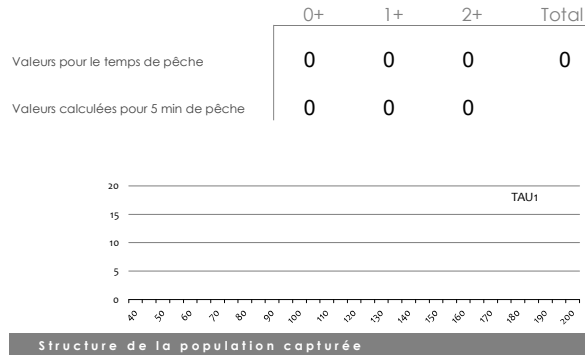 0+ 1+ 2+ Total
Valeurs pour le temps de pêche 0 0 0 0
Valeurs calculées pour 5 min de pêche 0 0 0
20
TAU1
15
10
5
0
40 50 60 70 80 90 100 110 120 130 140 150 160 170 180 190 200
Structure de la population capturée